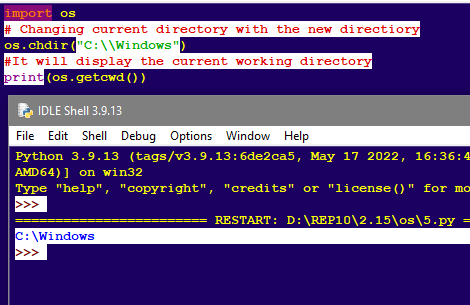 import os
# Changing current directory with the new directiory
os.chdir("C:\\Windows")
#It will display the current working directory
print(os.getcwd())
IDLE Shell 3.9.13
File Edit Shell Debug Options Window Help
Python 3.9.13 (tags/v3.9.13:6de2ca5, May 17 2022, 16:36:4
AMD64)] on win32
Type "help", "copyright", "credits" or "license()" for mo
>>>
======================== RESTART: D:\REP10\2.15\os\5.py =
C:\Windows
>>>